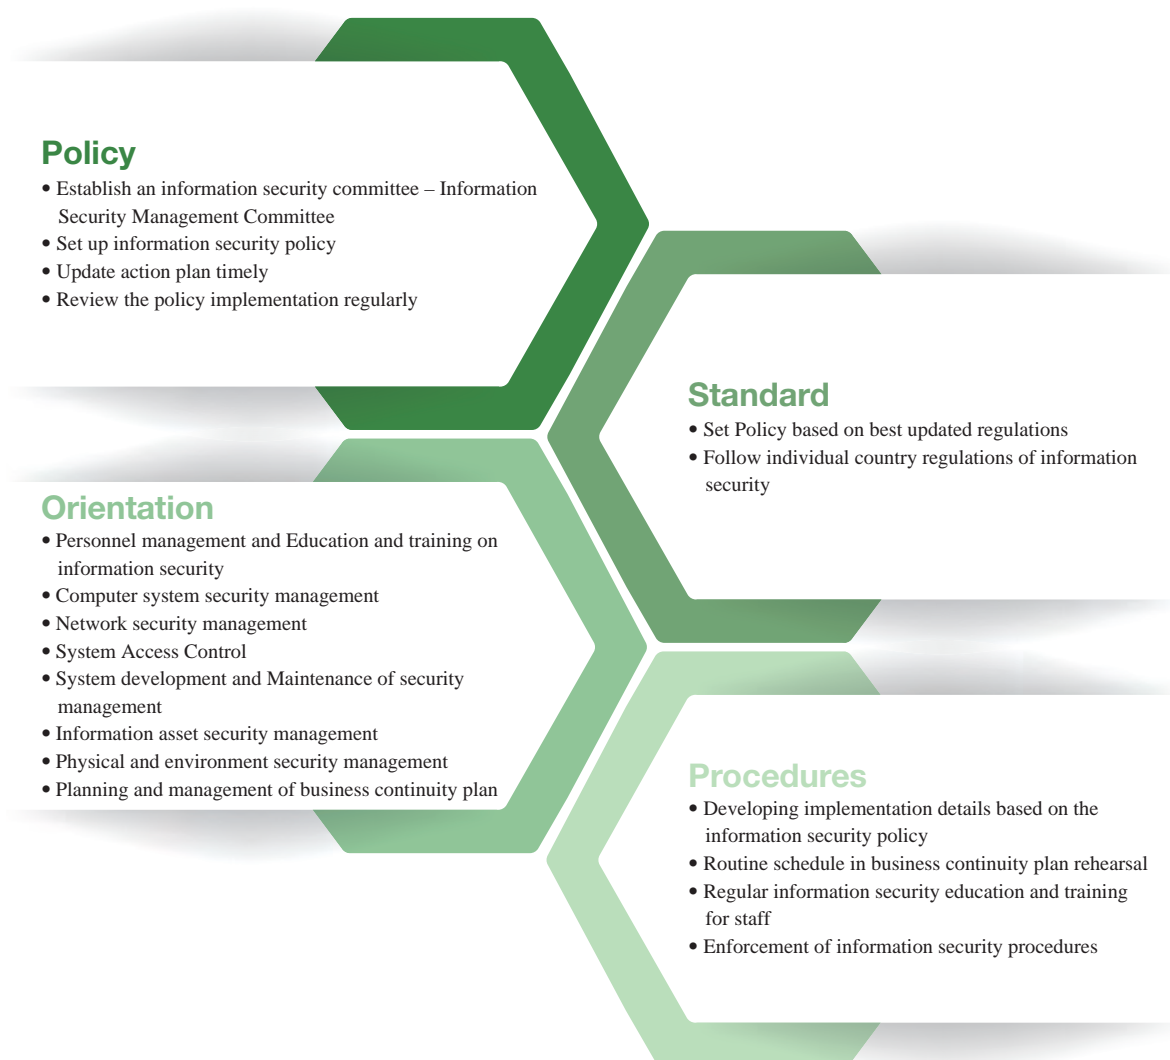 Policy
• Establish an information security committee – Information
Security Management Committee
• Set up information security policy
• Update action plan timely
• Review the policy implementation regularly
Standard
• Set Policy based on best updated regulations
• Follow individual country regulations of information
security
Orientation
• Personnel management and Education and training on
information security
• Computer system security management
• Network security management
• System Access Control
• System development and Maintenance of security
management
• Information asset security management
• Physical and environment security management
• Planning and management of business continuity plan
Procedures
• Developing implementation details based on the
information security policy
• Routine schedule in business continuity plan rehearsal
• Regular information security education and training
for staff
• Enforcement of information security procedures